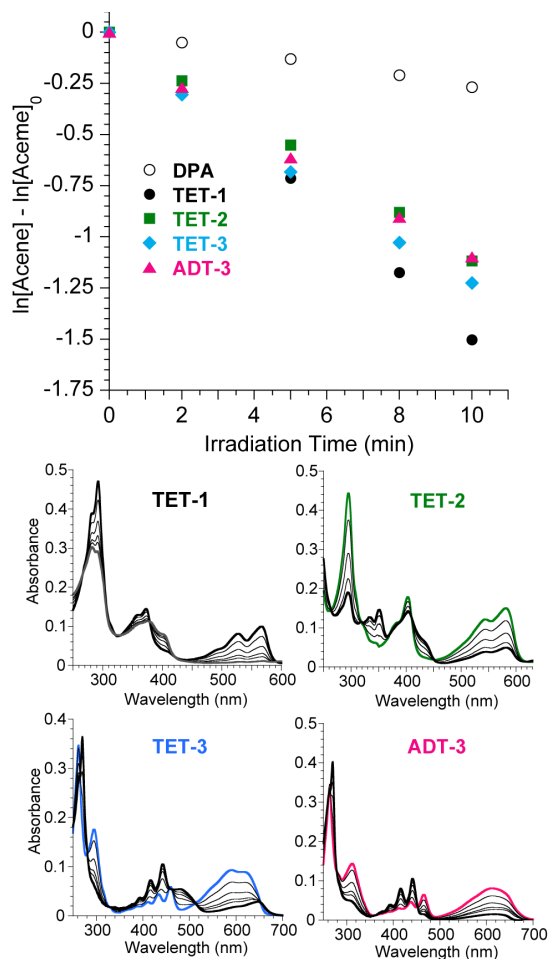 ln[Acene] - ln[Aceme]0
0
-0.25
-0.5
-0.75
-1
-1.25
-1.5
-1.75
DPA
TET-1
TET-2
TET-3
ADT-3
0 2 4 6 8 10
Irradiation Time (min)
0.5
0.4
0.3
0.2
0.1
0
Absorbance
TET-1
300 400 500 600
Wavelength (nm)
0.5
0.4
0.3
0.2
0.1
0
TET-2
300 400 500 600
Wavelength (nm)
0.4
0.3
0.2
0.1
0
Absorbance
TET-3
300 400 500 600 700
Wavelength (nm)
0.5
0.4
0.3
0.2
0.1
0
ADT-3
300 400 500 600 700
Wavelength (nm)